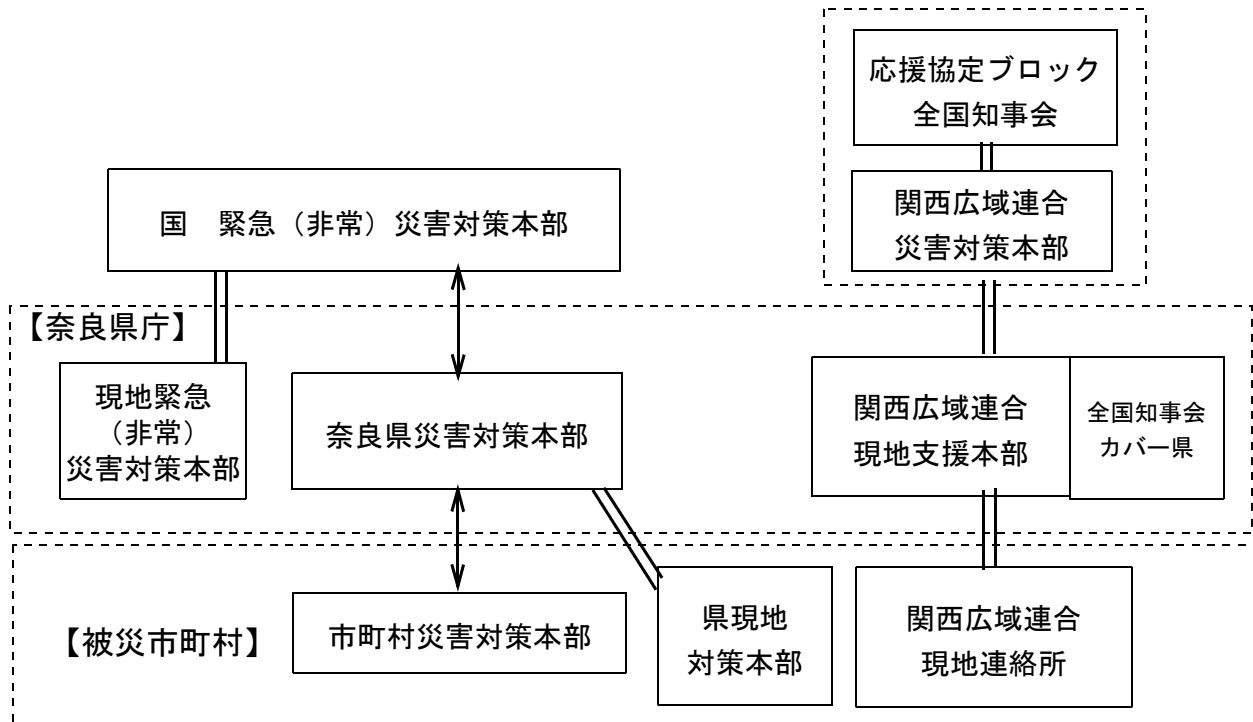 応援協定ブロック
全国知事会
関西広域連合
災害対策本部
国　緊急（非常）災害対策本部
【奈良県庁】
現地緊急
（非常）
災害対策本部
奈良県災害対策本部
関西広域連合
現地支援本部
全国知事会
カバー県
【被災市町村】
市町村災害対策本部
県現地
対策本部
関西広域連合
現地連絡所